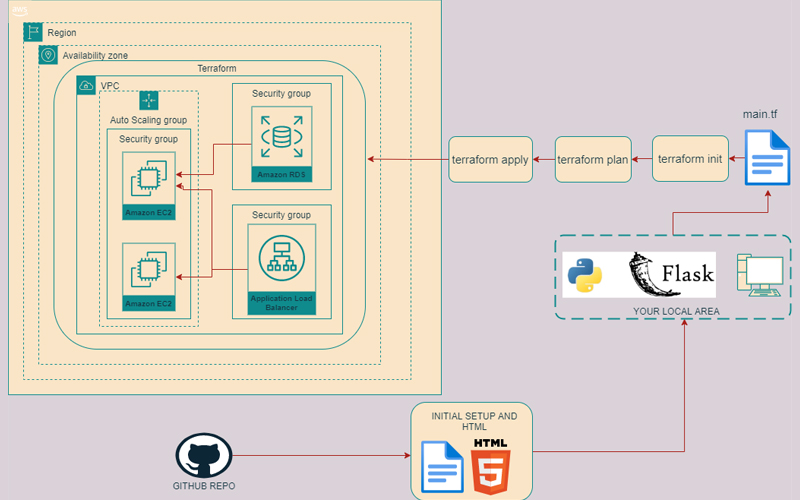 aws
Region
Availability zone
Terraform
VPC
Auto Scaling group
Security group
Amazon EC2
Amazon EC2
Security group
Amazon RDS
Security group
Application Load
Balancer
terraform apply
terraform plan
terraform init
main.tf
Flask
YOUR LOCAL AREA
INITIAL SETUP AND
HTML
HTML
5
GITHUB REPO